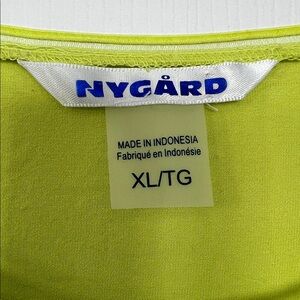 NYGÅRD
MADE IN INDONESIA
Fabriqué en Indonésie
XL/TG